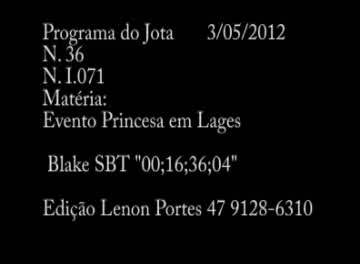 Programa do Jota 3/05/2012
N. 36
N. I.071
Matéria:
Evento Princesa em Lages
Blake SBT "00;16;36;04"
Edição Lenon Portes 47 9128-6310